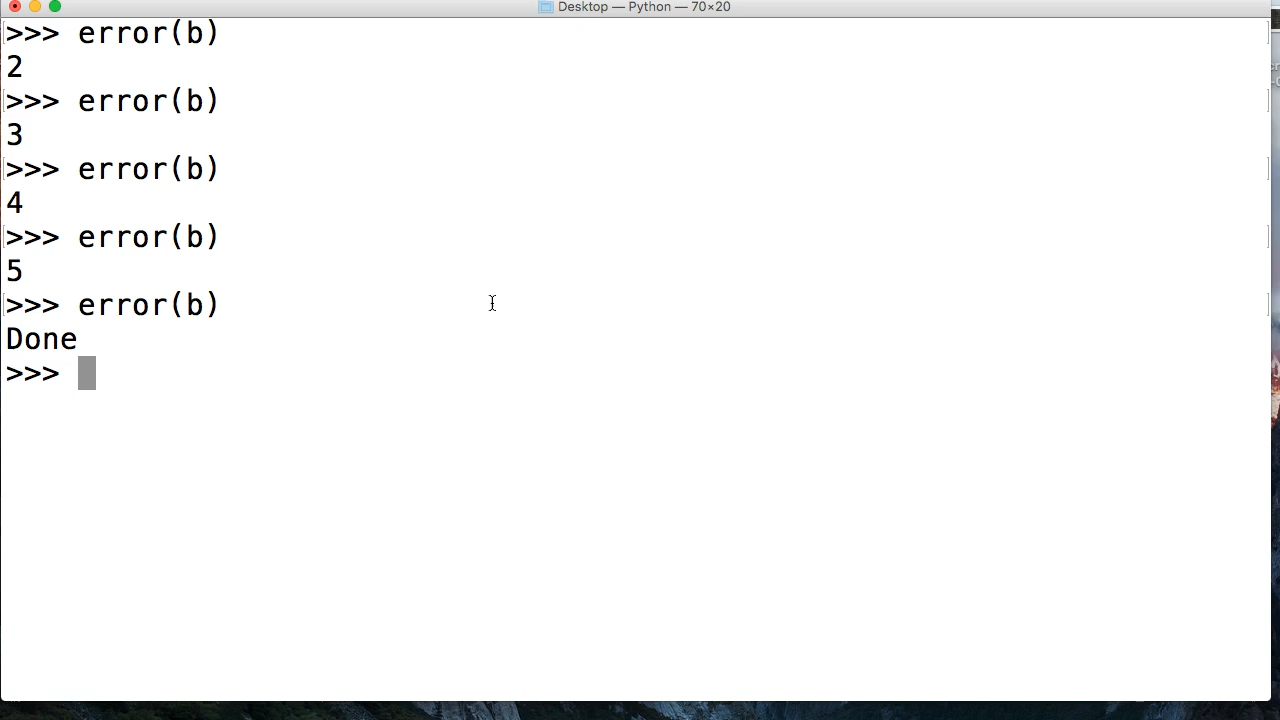 Desktop — Python — 70×20
>>> error(b)
2
>>> error(b)
3
>>> error(b)
4
>>> error(b)
5
>>> error(b)
Done
>>>